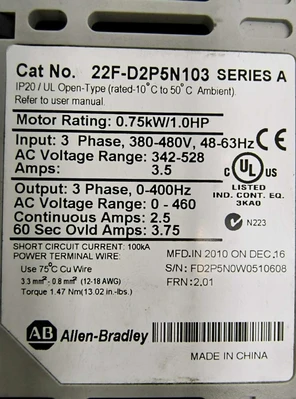 Cat No. 22F-D2P5N103 SERIES A
IP20 / UL Open-Type (rated-10°C to 50°C Ambient).
Refer to user manual.
Motor Rating: 0.75kW/1.0HP
Input: 3 Phase, 380-480V, 48-63Hz
AC Voltage Range: 342-528
Amps: 3.5
Output: 3 Phase, 0-400Hz
AC Voltage Range: 0 - 460
Continuous Amps: 2.5
60 Sec Ovld Amps: 3.75
CE
C UL US
LISTED
IND. CONT. EQ.
3KA0
N223
SHORT CIRCUIT CURRENT: 100kA
POWER TERMINAL WIRE:
Use 75°C Cu Wire
3.3 mm² - 0.8 mm² (12-18 AWG)
Torque 1.47 Nm(13.02 in.-lbs.)
MFD.IN 2010 ON DEC.16
S/N: FD2P5N0W0510608
FRN:2.01
AB Allen-Bradley
MADE IN CHINA